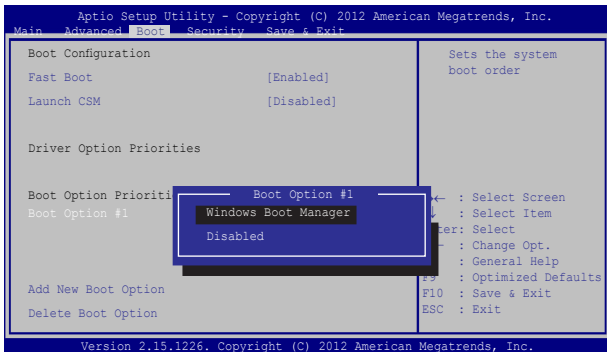 Aptio Setup Utility - Copyright (C) 2012 American Megatrends, Inc.
Main Advanced Boot Security Save & Exit
Boot Configuration
Fast Boot [Enabled]
Launch CSM [Disabled]
Driver Option Priorities
Boot Option Prioriti
Boot Option #1
Add New Boot Option
Delete Boot Option
Boot Option #1
Windows Boot Manager
Disabled
Sets the system
boot order
→← : Select Screen
: Select Item
ter: Select
- : Change Opt.
: General Help
F9 : Optimized Defaults
F10 : Save & Exit
ESC : Exit
Version 2.15.1226. Copyright (C) 2012 American Megatrends, Inc.